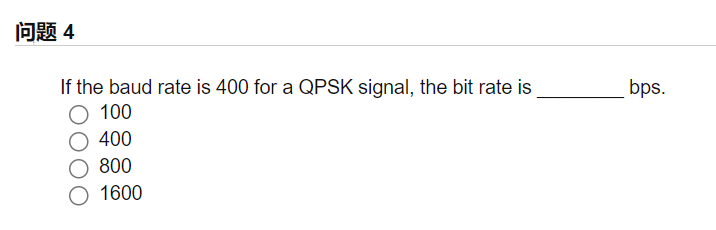 问题 4
If the baud rate is 400 for a QPSK signal, the bit rate is ________ bps.
100
400
800
1600